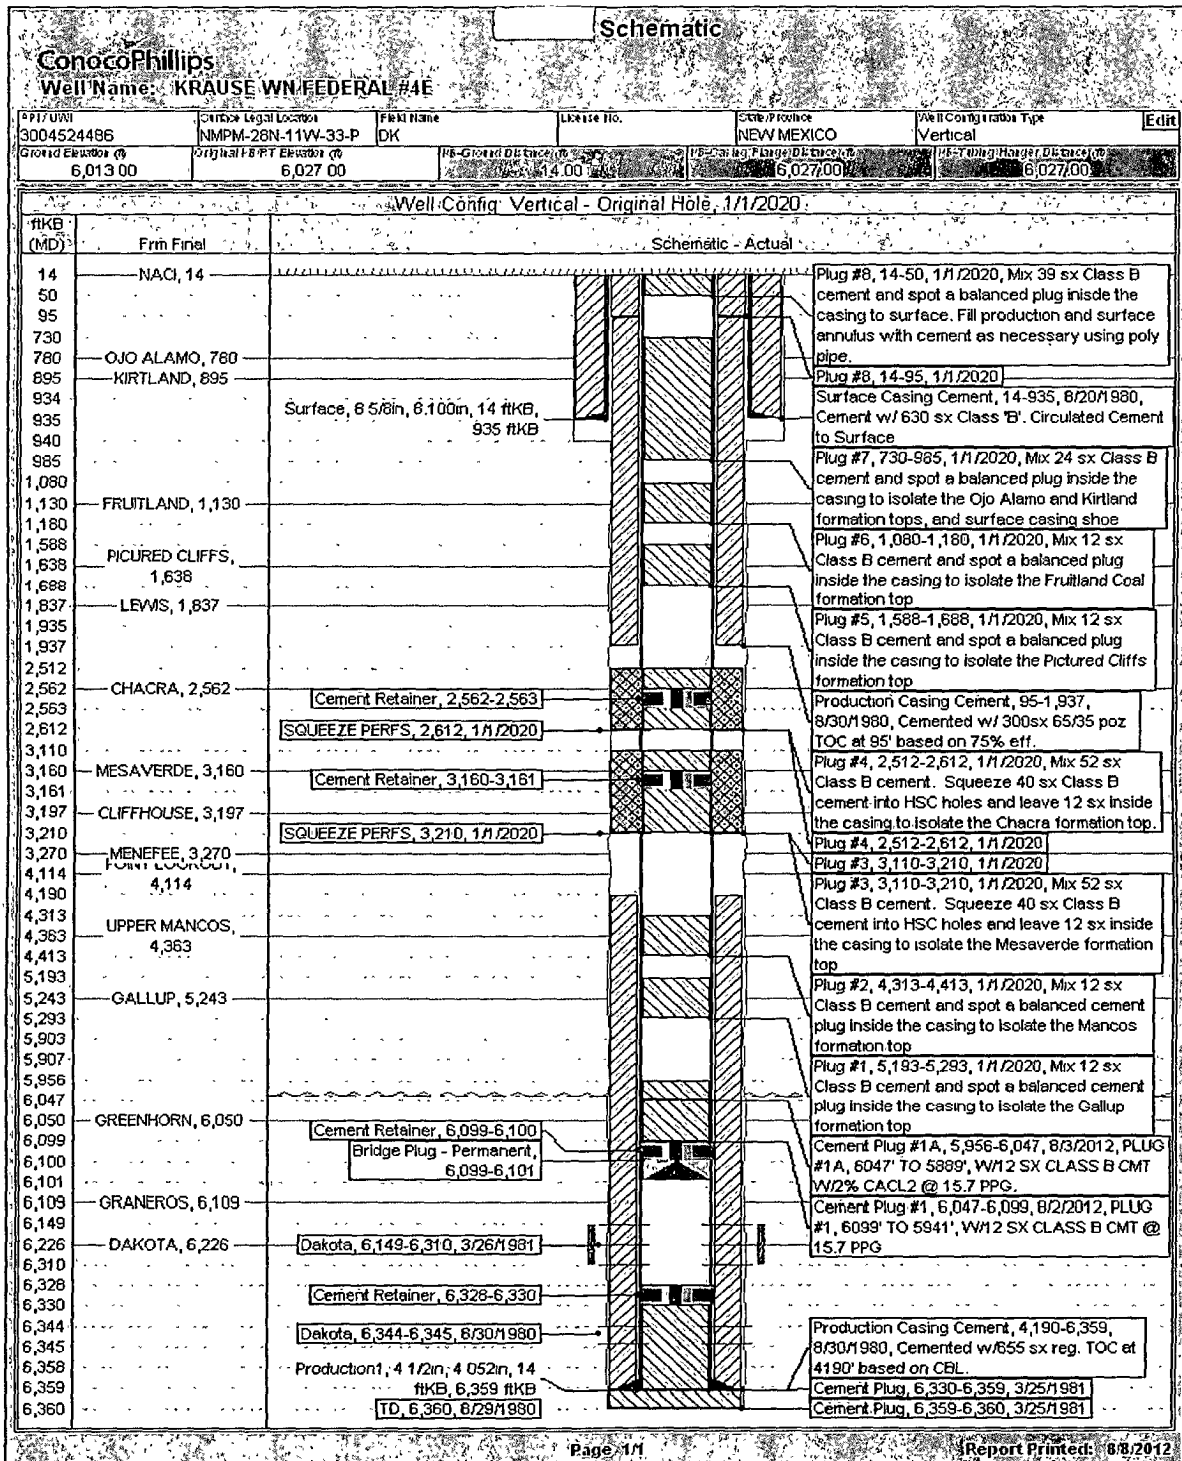 Schematic
ConocoPhillips
Well Name: KRAUSE WN FEDERAL #4E
API / UWI
3004524486
Surface Legal Location
NMPM-28N-11W-33-P
Field Name
DK
License No.
State/Province
NEW MEXICO
Well Configuration Type
Vertical
Edit
Ground Elevation (ft)
6,013.00
Original KB/RT Elevation (ft)
6,027.00
KB-Ground Distance (ft)
14.00
KB-Casing Flange Distance (ft)
6,027.00
KB-Tubing Hanger Distance (ft)
6,027.00
Well Config: Vertical - Original Hole, 1/1/2020
ftKB
(MD)
Frm Final
Schematic - Actual
14
50
95
730
780
895
934
935
940
985
1,080
1,130
1,180
1,588
1,638
1,688
1,837
1,935
1,937
2,512
2,562
2,563
2,612
3,110
3,160
3,161
3,197
3,210
3,270
4,114
4,190
4,313
4,363
4,413
5,193
5,243
5,293
5,903
5,907
5,956
6,047
6,050
6,099
6,100
6,101
6,109
6,149
6,226
6,310
6,328
6,330
6,344
6,345
6,358
6,359
6,360
NACI, 14
OJO ALAMO, 780
KIRTLAND, 895
FRUITLAND, 1,130
PICURED CLIFFS,
1,638
LEWIS, 1,837
CHACRA, 2,562
MESAVERDE, 3,160
CLIFFHOUSE, 3,197
MENEFEE, 3,270
POINT LOOKOUT,
4,114
UPPER MANCOS,
4,363
GALLUP, 5,243
GREENHORN, 6,050
GRANEROS, 6,109
DAKOTA, 6,226
Surface, 8 5/8in, 8.100in, 14 ftKB,
935 ftKB
Cement Retainer, 2,562-2,563
SQUEEZE PERFS, 2,612, 1/1/2020
Cement Retainer, 3,160-3,161
SQUEEZE PERFS, 3,210, 1/1/2020
Cement Retainer, 6,099-6,100
Bridge Plug - Permanent,
6,099-6,101
Dakota, 6,149-6,310, 3/26/1981
Cement Retainer, 6,328-6,330
Dakota, 6,344-6,345, 8/30/1980
Production1, 4 1/2in, 4.052in, 14
ftKB, 6,359 ftKB
TD, 6,360, 8/29/1980
Plug #8, 14-50, 1/1/2020, Mix 39 sx Class B
cement and spot a balanced plug inisde the
casing to surface. Fill production and surface
annulus with cement as necessary using poly
pipe.
Plug #8, 14-95, 1/1/2020
Surface Casing Cement, 14-935, 8/20/1980,
Cement w/ 630 sx Class 'B'. Circulated Cement
to Surface
Plug #7, 730-985, 1/1/2020, Mix 24 sx Class B
cement and spot a balanced plug inside the
casing to isolate the Ojo Alamo and Kirtland
formation tops, and surface casing shoe
Plug #6, 1,080-1,180, 1/1/2020, Mix 12 sx
Class B cement and spot a balanced plug
inside the casing to isolate the Fruitland Coal
formation top
Plug #5, 1,588-1,688, 1/1/2020, Mix 12 sx
Class B cement and spot a balanced plug
inside the casing to isolate the Pictured Cliffs
formation top
Production Casing Cement, 95-1,937,
8/30/1980, Cemented w/ 300sx 65/35 poz
TOC at 95' based on 75% eff.
Plug #4, 2,512-2,612, 1/1/2020, Mix 52 sx
Class B cement. Squeeze 40 sx Class B
cement into HSC holes and leave 12 sx inside
the casing to isolate the Chacra formation top.
Plug #4, 2,512-2,612, 1/1/2020
Plug #3, 3,110-3,210, 1/1/2020
Plug #3, 3,110-3,210, 1/1/2020, Mix 52 sx
Class B cement. Squeeze 40 sx Class B
cement into HSC holes and leave 12 sx inside
the casing to isolate the Mesaverde formation
top
Plug #2, 4,313-4,413, 1/1/2020, Mix 12 sx
Class B cement and spot a balanced cement
plug inside the casing to isolate the Mancos
formation top
Plug #1, 5,193-5,293, 1/1/2020, Mix 12 sx
Class B cement and spot a balanced cement
plug inside the casing to isolate the Gallup
formation top
Cement Plug #1A, 5,956-6,047, 8/3/2012, PLUG
#1A, 6047' TO 5889', W/12 SX CLASS B CMT
W/2% CACL2 @ 15.7 PPG.
Cement Plug #1, 6,047-6,099, 8/2/2012, PLUG
#1, 6099' TO 5941', W/12 SX CLASS B CMT @
15.7 PPG
Production Casing Cement, 4,190-6,359,
8/30/1980, Cemented w/655 sx reg. TOC at
4190' based on CBL.
Cement Plug, 6,330-6,359, 3/25/1981
Cement Plug, 6,359-6,360, 3/25/1981
Page 1/1
Report Printed: 8/8/2012